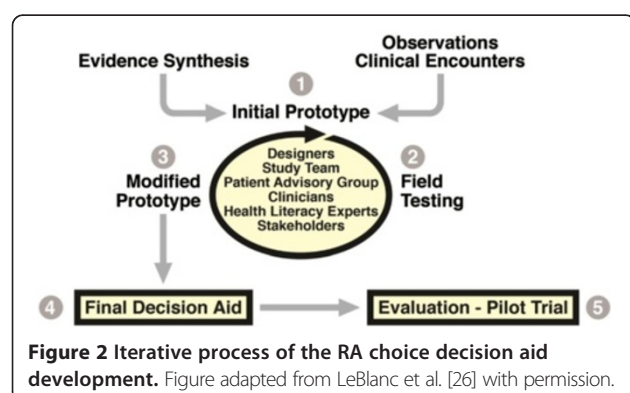 Evidence Synthesis
Observations
Clinical Encounters
1
Initial Prototype
Designers
Study Team
Patient Advisory Group
Clinicians
Health Literacy Experts
Stakeholders
3
Modified
Prototype
2
Field
Testing
4
Final Decision Aid
Evaluation - Pilot Trial
5
Figure 2 Iterative process of the RA choice decision aid
development. Figure adapted from LeBlanc et al. [26] with permission.